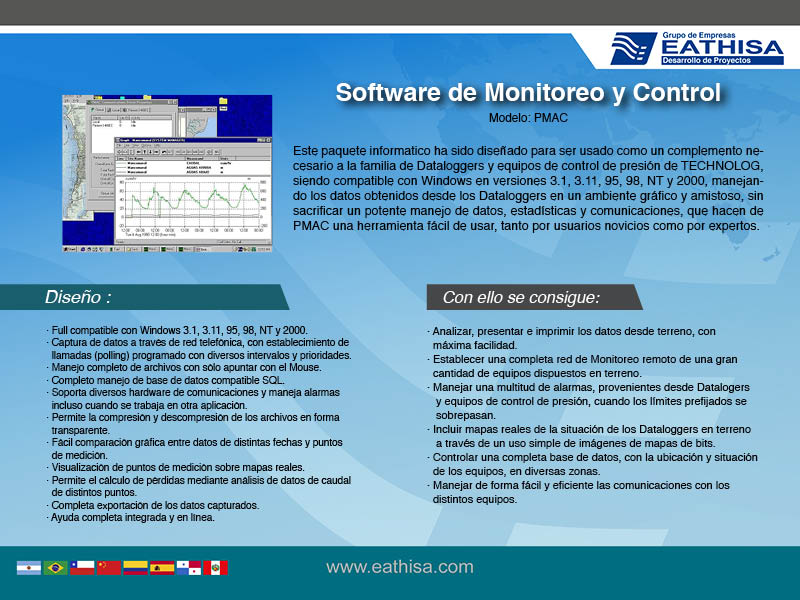 Grupo de Empresas
EATHISA
Desarrollo de Proyectos
Software de Monitoreo y Control
Modelo: PMAC
Este paquete informatico ha sido diseñado para ser usado como un complemento ne-
cesario a la familia de Dataloggers y equipos de control de presión de TECHNOLOG,
siendo compatible con Windows en versiones 3.1, 3.11, 95, 98, NT y 2000, manejan-
do los datos obtenidos desde los Dataloggers en un ambiente gráfico y amistoso, sin
sacrificar un potente manejo de datos, estadísticas y comunicaciones, que hacen de
PMAC una herramienta fácil de usar, tanto por usuarios novicios como por expertos.
Diseño :
· Full compatible con Windows 3.1, 3.11, 95, 98, NT y 2000.
· Captura de datos a través de red telefónica, con establecimiento de
llamadas (polling) programado con diversos intervalos y prioridades.
· Manejo completo de archivos con sólo apuntar con el Mouse.
· Completo manejo de base de datos compatible SQL.
· Soporta diversos hardware de comunicaciones y maneja alarmas
incluso cuando se trabaja en otra aplicación.
· Permite la compresión y descompresión de los archivos en forma
transparente.
· Fácil comparación gráfica entre datos de distintas fechas y puntos
de medición.
· Visualización de puntos de medición sobre mapas reales.
· Permite el cálculo de pérdidas mediante análisis de datos de caudal
de distintos puntos.
· Completa exportación de los datos capturados.
· Ayuda completa integrada y en línea.
Con ello se consigue:
· Analizar, presentar e imprimir los datos desde terreno, con
máxima facilidad.
· Establecer una completa red de Monitoreo remoto de una gran
cantidad de equipos dispuestos en terreno.
· Manejar una multitud de alarmas, provenientes desde Datalogers
y equipos de control de presión, cuando los límites prefijados se
sobrepasan.
· Incluir mapas reales de la situación de los Dataloggers en terreno
a través de un uso simple de imágenes de mapas de bits.
· Controlar una completa base de datos, con la ubicación y situación
de los equipos, en diversas zonas.
· Manejar de forma fácil y eficiente las comunicaciones con los
distintos equipos.
www.eathisa.com